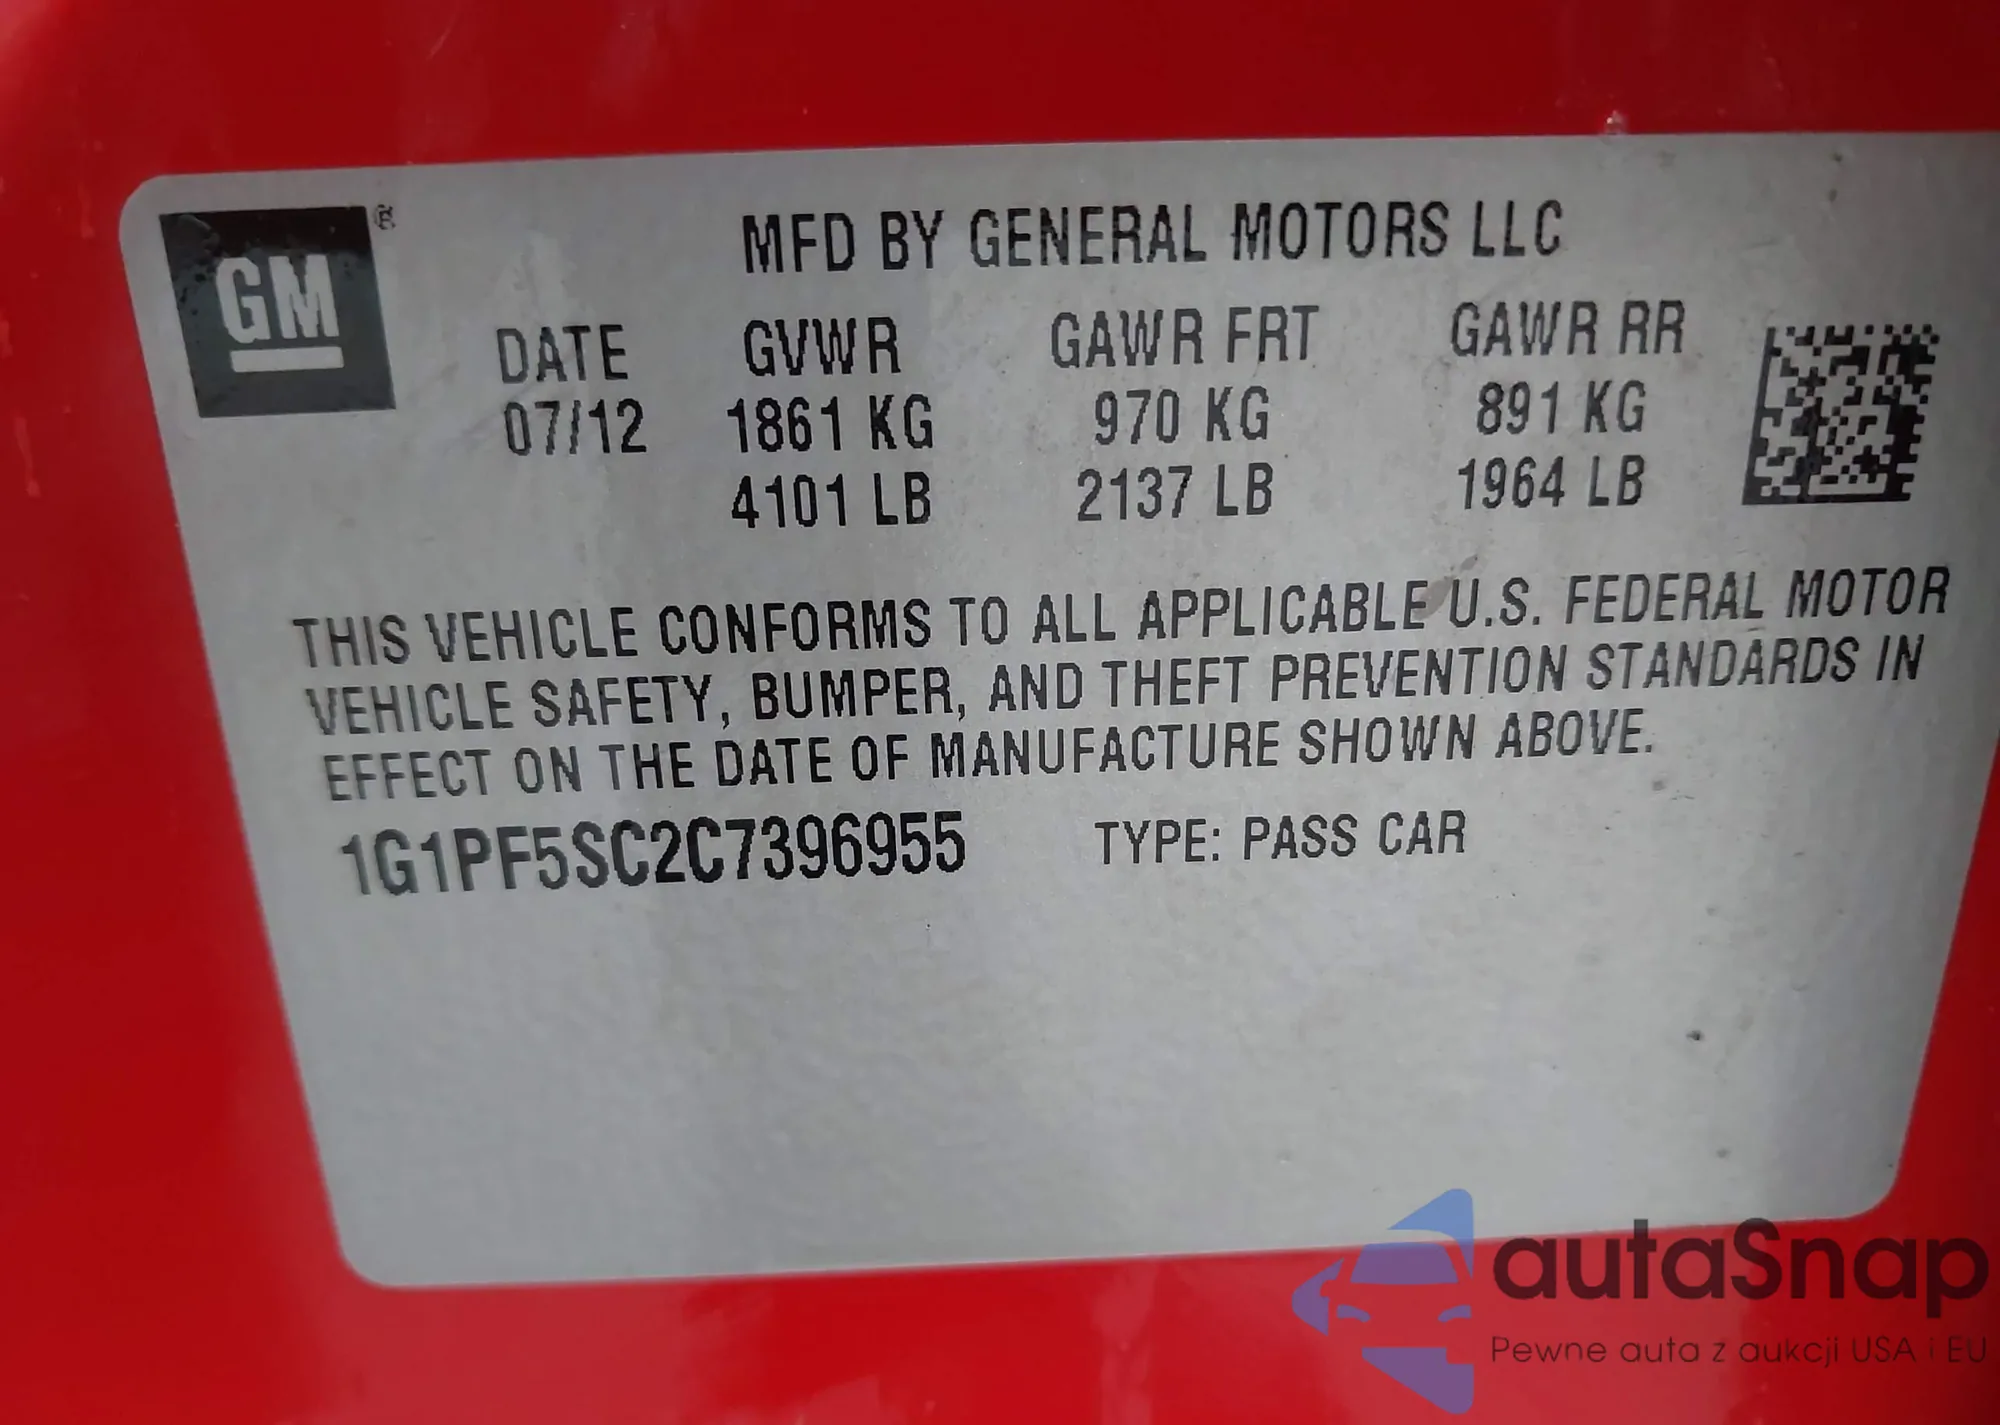 GM®
MFD BY GENERAL MOTORS LLC
DATE GVWR GAWR FRT GAWR RR
07/12 1861 KG 970 KG 891 KG
4101 LB 2137 LB 1964 LB
THIS VEHICLE CONFORMS TO ALL APPLICABLE U.S. FEDERAL MOTOR
VEHICLE SAFETY, BUMPER, AND THEFT PREVENTION STANDARDS IN
EFFECT ON THE DATE OF MANUFACTURE SHOWN ABOVE.
1G1PF5SC2C7396955 TYPE: PASS CAR
autaSnap
Pewne auta z aukcji USA i EU